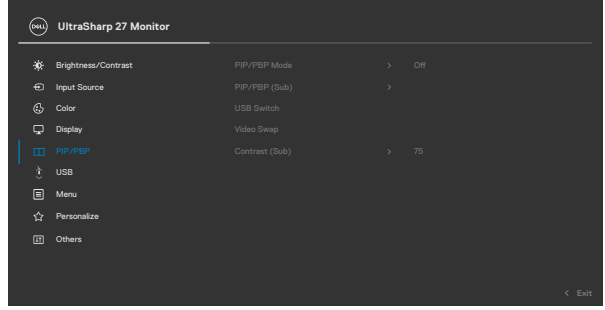 DELL UltraSharp 27 Monitor
Brightness/Contrast PIP/PBP Mode > Off
Input Source PIP/PBP (Sub) >
Color USB Switch
Display Video Swap
PIP/PBP Contrast (Sub) > 75
USB
Menu
Personalize
Others
< Exit